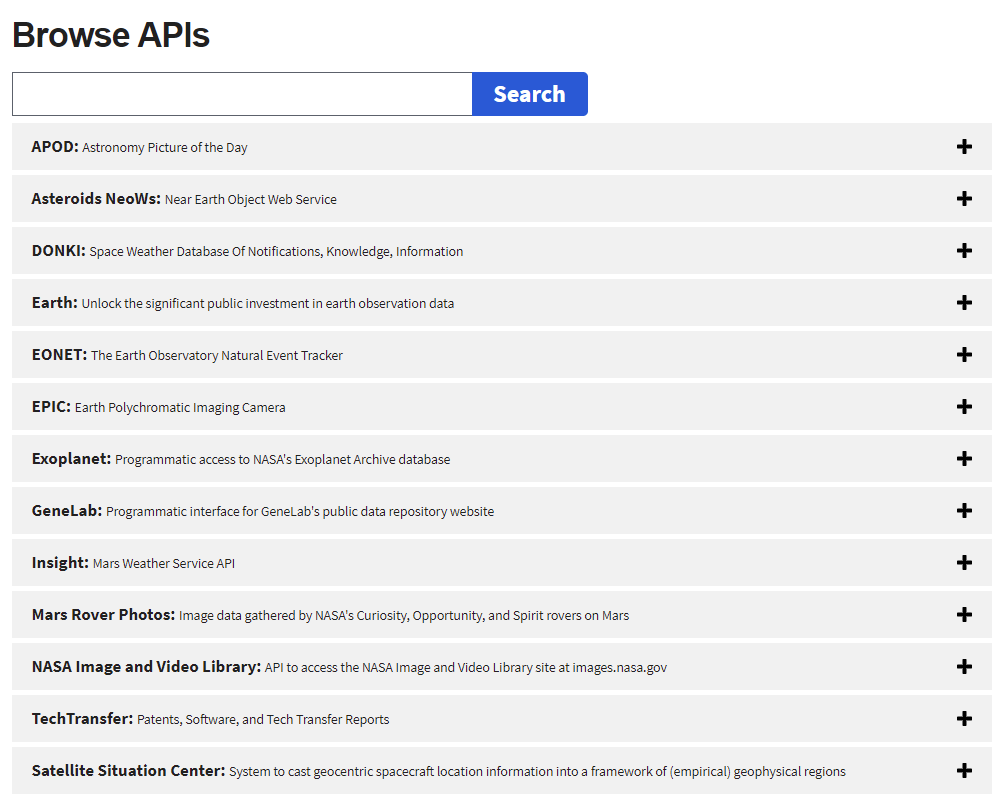 Browse APIs
Search
APOD: Astronomy Picture of the Day
Asteroids NeoWs: Near Earth Object Web Service
DONKI: Space Weather Database Of Notifications, Knowledge, Information
Earth: Unlock the significant public investment in earth observation data
EONET: The Earth Observatory Natural Event Tracker
EPIC: Earth Polychromatic Imaging Camera
Exoplanet: Programmatic access to NASA's Exoplanet Archive database
GeneLab: Programmatic interface for GeneLab's public data repository website
Insight: Mars Weather Service API
Mars Rover Photos: Image data gathered by NASA's Curiosity, Opportunity, and Spirit rovers on Mars
NASA Image and Video Library: API to access the NASA Image and Video Library site at images.nasa.gov
TechTransfer: Patents, Software, and Tech Transfer Reports
Satellite Situation Center: System to cast geocentric spacecraft location information into a framework of (empirical) geophysical regions